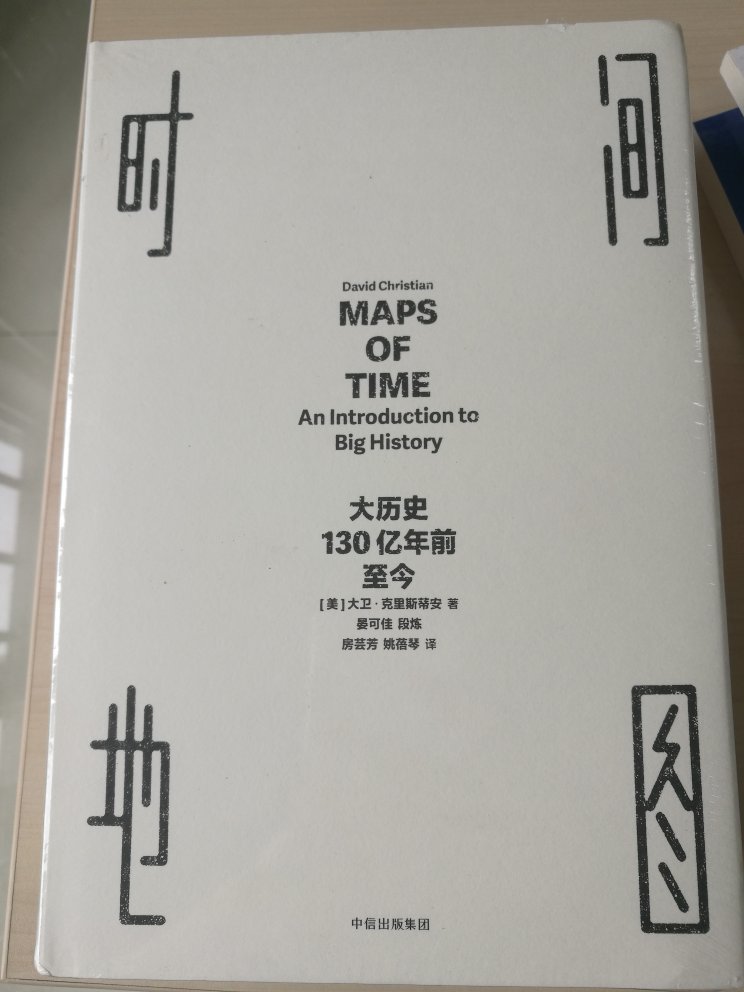 时间
David Christian
MAPS
OF
TIME
An Introduction to
Big History
大历史
130亿年前
至今
[美]大卫·克里斯蒂安 著
晏可佳 段炼
房芸芳 姚蓓琴 译
地图
中信出版集团